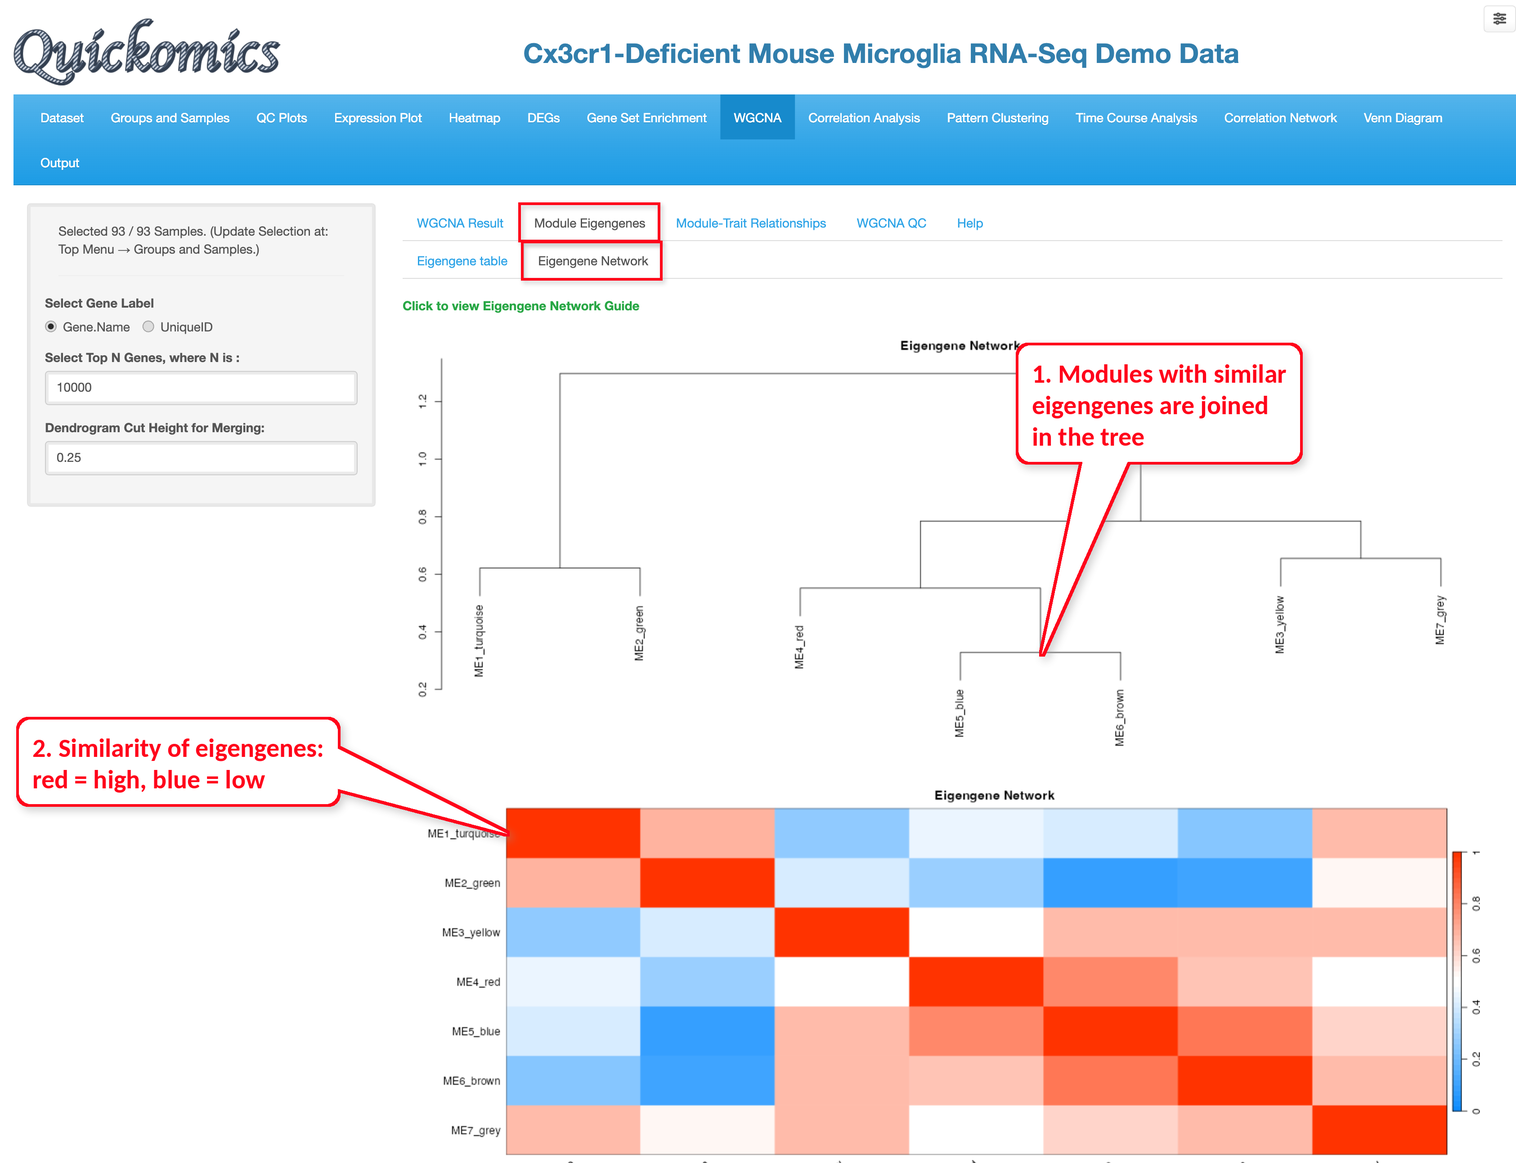 Quickomics
Cx3cr1-Deficient Mouse Microglia RNA-Seq Demo Data
Dataset Groups and Samples QC Plots Expression Plot Heatmap DEGs Gene Set Enrichment WGCNA Correlation Analysis Pattern Clustering Time Course Analysis Correlation Network Venn Diagram
Output
Selected 93 / 93 Samples. (Update Selection at:
Top Menu → Groups and Samples.)
Select Gene Label
Gene.Name UniqueID
Select Top N Genes, where N is :
10000
Dendrogram Cut Height for Merging:
0.25
WGCNA Result Module Eigengenes Module-Trait Relationships WGCNA QC Help
Eigengene table Eigengene Network
Click to view Eigengene Network Guide
Eigengene Network
1. Modules with similar
eigengenes are joined
in the tree
1.2
1.0
0.8
0.6
0.4
0.2
ME1_turquoise
ME2_green
ME4_red
ME5_blue
ME6_brown
ME3_yellow
ME7_grey
2. Similarity of eigengenes:
red = high, blue = low
Eigengene Network
ME1_turquoise
ME2_green
ME3_yellow
ME4_red
ME5_blue
ME6_brown
ME7_grey
1
0.8
0.6
0.4
0.2
0